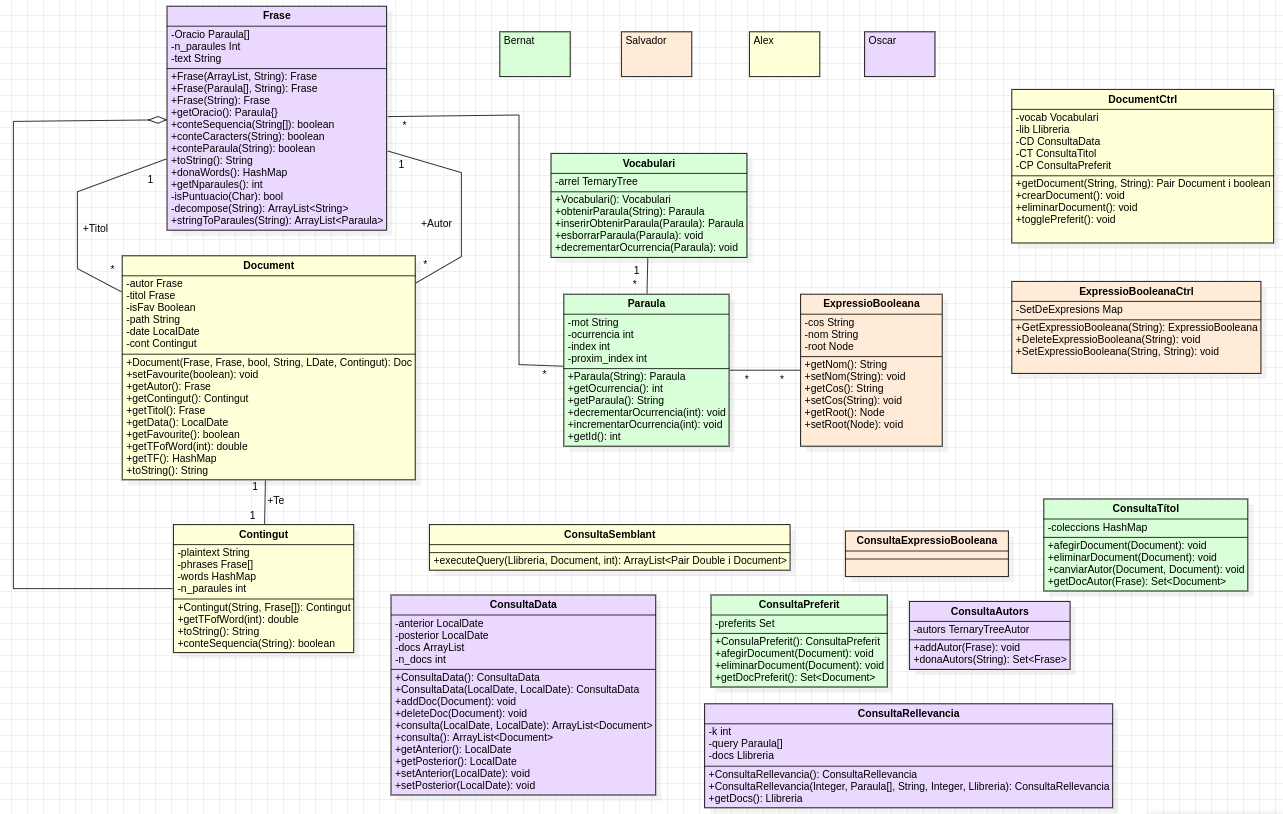 Frase
-Oracio Paraula[]
-n_paraules Int
-text String
+Frase(ArrayList, String): Frase
+Frase(Paraula[], String): Frase
+Frase(String): Frase
+getOracio(): Paraula{}
+conteSequencia(String[]): boolean
+conteCaracters(String): boolean
+conteParaula(String): boolean
+toString(): String
+donaWords(): HashMap
+getNparaules(): int
-isPuntuacio(Char): bool
-decompose(String): ArrayList<String>
+stringToParaules(String): ArrayList<Paraula>
Bernat
Salvador
Alex
Oscar
DocumentCtrl
-vocab Vocabulari
-lib Llibreria
-CD ConsultaData
-CT ConsultaTitol
-CP ConsultaPreferit
+getDocument(String, String): Pair Document i boolean
+crearDocument(): void
+eliminarDocument(): void
+togglePreferit(): void
*
1
1
+Titol
+Autor
*
*
Vocabulari
-arrel TernaryTree
+Vocabulari(): Vocabulari
+obtenirParaula(String): Paraula
+inserirObtenirParaula(Paraula): Paraula
+esborrarParaula(Paraula): void
+decrementarOcurrencia(Paraula): void
1
*
Document
-autor Frase
-titol Frase
-isFav Boolean
-path String
-date LocalDate
-cont Contingut
+Document(Frase, Frase, bool, String, LDate, Contingut): Doc
+setFavourite(boolean): void
+getAutor(): Frase
+getContingut(): Contingut
+getTitol(): Frase
+getData(): LocalDate
+getFavourite(): boolean
+getTFofWord(int): double
+getTF(): HashMap
+toString(): String
Paraula
-mot String
-ocurrencia int
-index int
-proxim_index int
+Paraula(String): Paraula
+getOcurrencia(): int
+getParaula(): String
+decrementarOcurrencia(int): void
+incrementarOcurrencia(int): void
+getId(): int
*
*
*
ExpressioBooleana
-cos String
-nom String
-root Node
+getNom(): String
+setNom(String): void
+getCos(): String
+setCos(String): void
+getRoot(): Node
+setRoot(Node): void
ExpressioBooleanaCtrl
-SetDeExpresions Map
+GetExpressioBooleana(String): ExpressioBooleana
+DeleteExpressioBooleana(String): void
+SetExpressioBooleana(String, String): void
1
+Te
1
Contingut
-plaintext String
-phrases Frase[]
-words HashMap
-n_paraules int
+Contingut(String, Frase[]): Contingut
+getTFofWord(int): double
+toString(): String
+conteSequencia(String): boolean
ConsultaSemblant
+executeQuery(Llibreria, Document, int): ArrayList<Pair Double i Document>
ConsultaExpressioBooleana
ConsultaTítol
-coleccions HashMap
+afegirDocument(Document): void
+eliminarDocument(Document): void
+canviarAutor(Document, Document): void
+getDocAutor(Frase): Set<Document>
ConsultaData
-anterior LocalDate
-posterior LocalDate
-docs ArrayList
-n_docs int
+ConsultaData(): ConsultaData
+ConsultaData(LocalDate, LocalDate): ConsultaData
+addDoc(Document): void
+deleteDoc(Document): void
+consulta(LocalDate, LocalDate): ArrayList<Document>
+consulta(): ArrayList<Document>
+getAnterior(): LocalDate
+getPosterior(): LocalDate
+setAnterior(LocalDate): void
+setPosterior(LocalDate): void
ConsultaPreferit
-preferits Set
+ConsulaPreferit(): ConsultaPreferit
+afegirDocument(Document): void
+eliminarDocument(Document): void
+getDocPreferit(): Set<Document>
ConsultaAutors
-autors TernaryTreeAutor
+addAutor(Frase): void
+donaAutors(String): Set<Frase>
ConsultaRellevancia
-k int
-query Paraula[]
-docs Llibreria
+ConsultaRellevancia(): ConsultaRellevancia
+ConsultaRellevancia(Integer, Paraula[], String, Integer, Llibreria): ConsultaRellevancia
+getDocs(): Llibreria